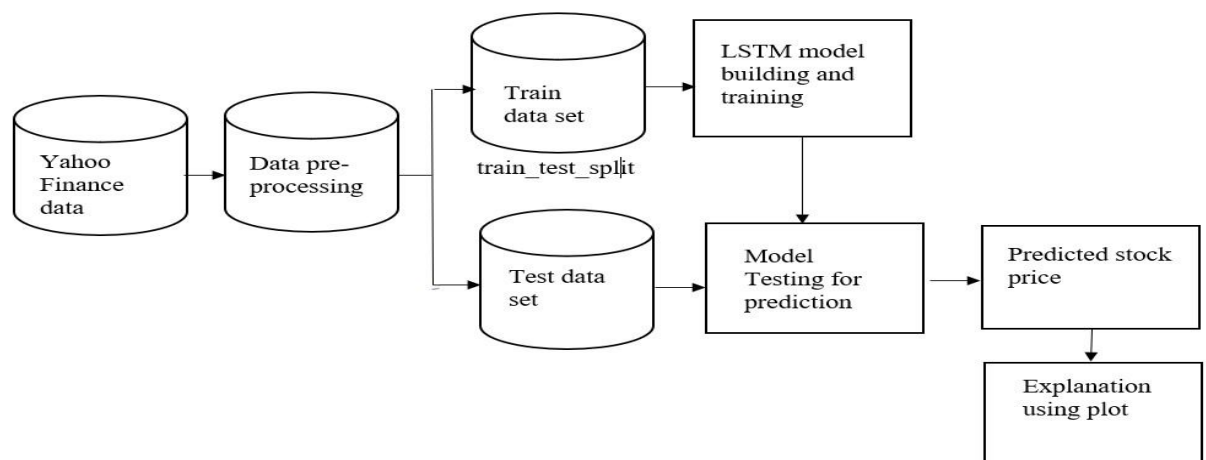 Yahoo
Finance
data
Data pre-
processing
Train
data set
train_test_split
Test data
set
LSTM model
building and
training
Model
Testing for
prediction
Predicted stock
price
Explanation
using plot